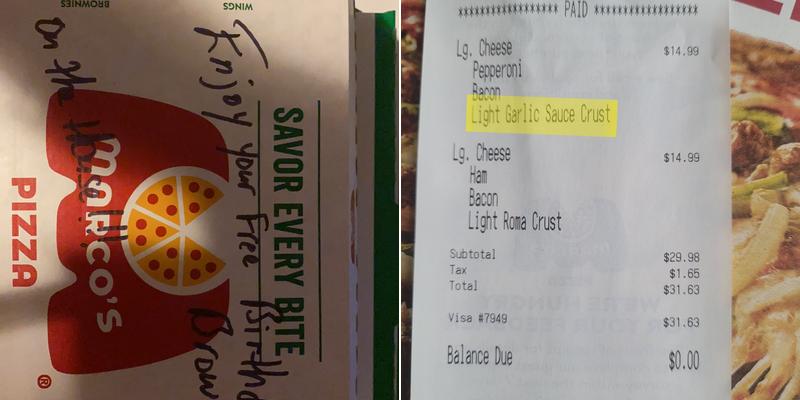 BROWNIES
WINGS
Enjoy your Free
on the House!!!
SAVOR EVERY BITE
MARCO'S
PIZZA
®
******************* PAID *******************
Lg. Cheese $14.99
Pepperoni
Bacon
Light Garlic Sauce Crust
Lg. Cheese $14.99
Ham
Bacon
Light Roma Crust
Subtotal $29.98
Tax $1.65
Total $31.63
Visa #7949 $31.63
Balance Due $0.00